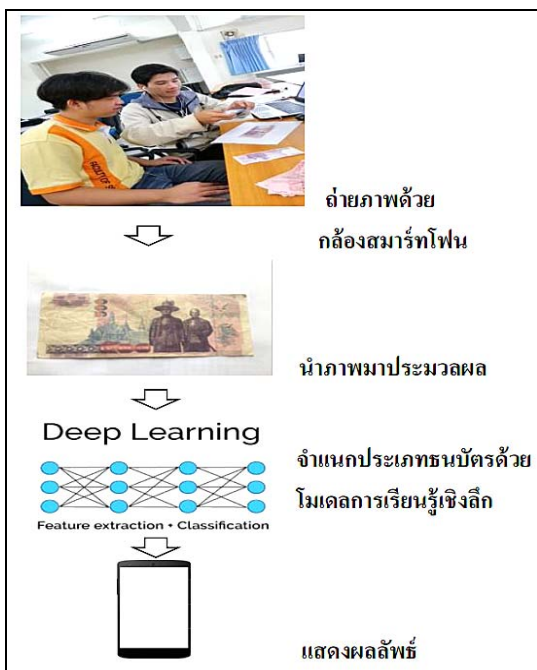 ถ่ายภาพด้วย
กล้องสมาร์ทโฟน
นำภาพมาประมวลผล
Deep Learning
Feature extraction + Classification
จำแนกประเภทธนบัตรด้วย
โมเดลการเรียนรู้เชิงลึก
แสดงผลลัพธ์